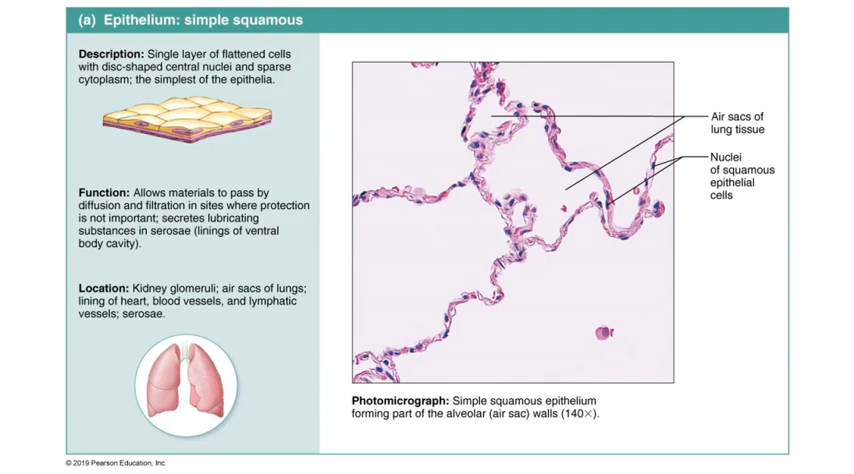 (a) Epithelium: simple squamous
Description: Single layer of flattened cells
with disc-shaped central nuclei and sparse
cytoplasm; the simplest of the epithelia.
Function: Allows materials to pass by
diffusion and filtration in sites where protection
is not important; secretes lubricating
substances in serosae (linings of ventral
body cavity).
Location: Kidney glomeruli; air sacs of lungs;
lining of heart, blood vessels, and lymphatic
vessels; serosae.
Air sacs of
lung tissue
Nuclei
of squamous
epithelial
cells
Photomicrograph: Simple squamous epithelium
forming part of the alveolar (air sac) walls (140×).
© 2019 Pearson Education, Inc.